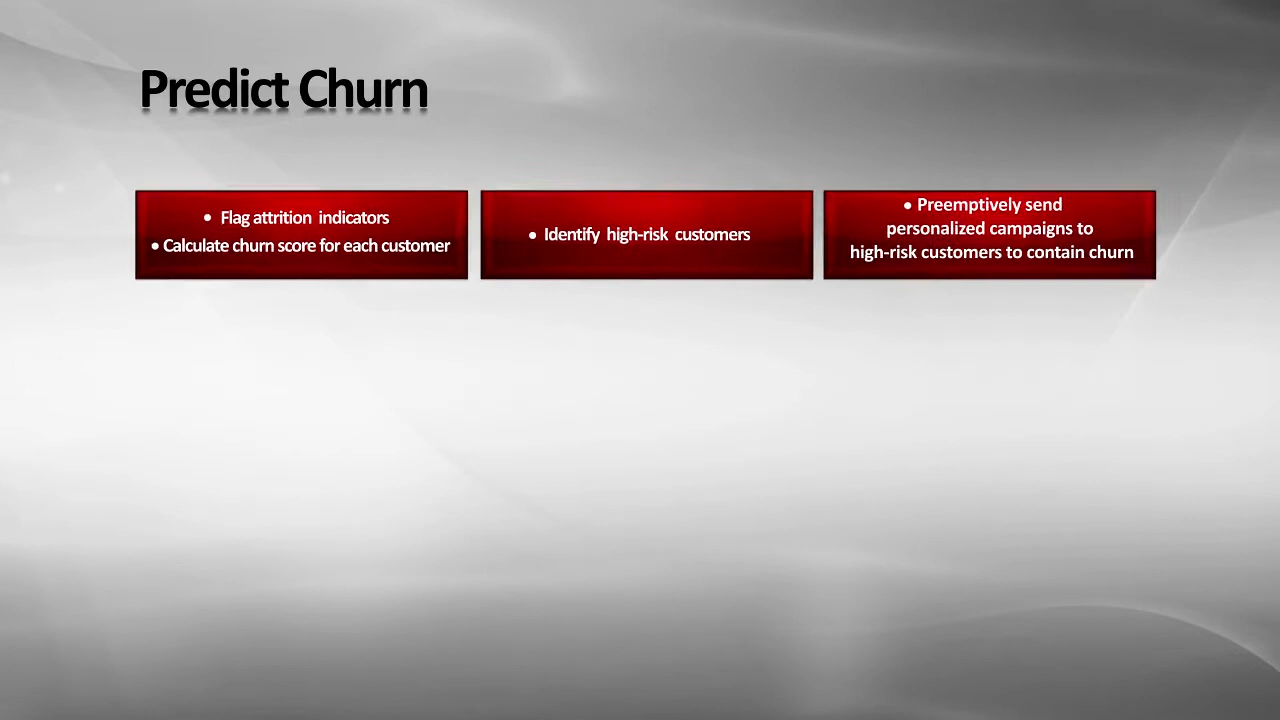 Predict Churn
• Flag attrition indicators
• Calculate churn score for each customer
• Identify high-risk customers
• Preemptively send
personalized campaigns to
high-risk customers to contain churn